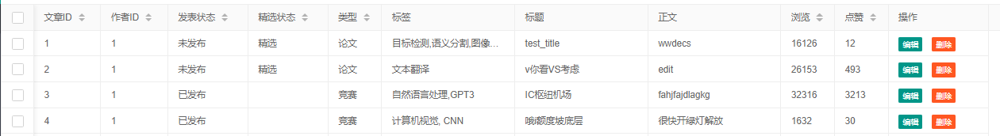 文章ID 作者ID 发表状态 精选状态 类型 标签 标题 正文 浏览 点赞 操作
1 1 未发布 精选 论文 目标检测,语义分割,图像… test_title wwdecs 16126 12 编辑 删除
2 1 未发布 精选 论文 文本翻译 v你看VS考虑 edit 26153 493 编辑 删除
3 1 已发布 竞赛 自然语言处理,GPT3 IC枢纽机场 fahjfajdlagkg 32316 3213 编辑 删除
4 1 已发布 竞赛 计算机视觉, CNN 哦i额度坡底层 很快开绿灯解放 1632 30 编辑 删除